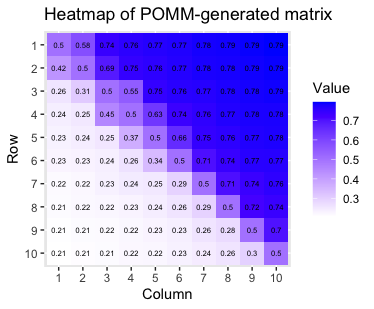 Heatmap of POMM-generated matrix
Value
0.7
0.6
0.5
0.4
0.3
Row
1 0.5 0.58 0.74 0.76 0.77 0.77 0.78 0.79 0.79 0.79
2 0.42 0.5 0.69 0.75 0.76 0.77 0.78 0.78 0.79 0.79
3 0.26 0.31 0.5 0.55 0.75 0.76 0.77 0.78 0.78 0.79
4 0.24 0.25 0.45 0.5 0.63 0.74 0.76 0.78 0.78 0.78
5 0.23 0.24 0.25 0.37 0.5 0.66 0.75 0.76 0.77 0.78
6 0.23 0.23 0.24 0.26 0.34 0.5 0.71 0.74 0.77 0.77
7 0.22 0.22 0.23 0.24 0.25 0.29 0.5 0.71 0.74 0.76
8 0.21 0.22 0.22 0.22 0.24 0.26 0.29 0.5 0.72 0.74
9 0.21 0.21 0.22 0.22 0.23 0.23 0.26 0.28 0.5 0.7
10 0.21 0.21 0.21 0.22 0.22 0.23 0.24 0.26 0.3 0.5
1 2 3 4 5 6 7 8 9 10
Column